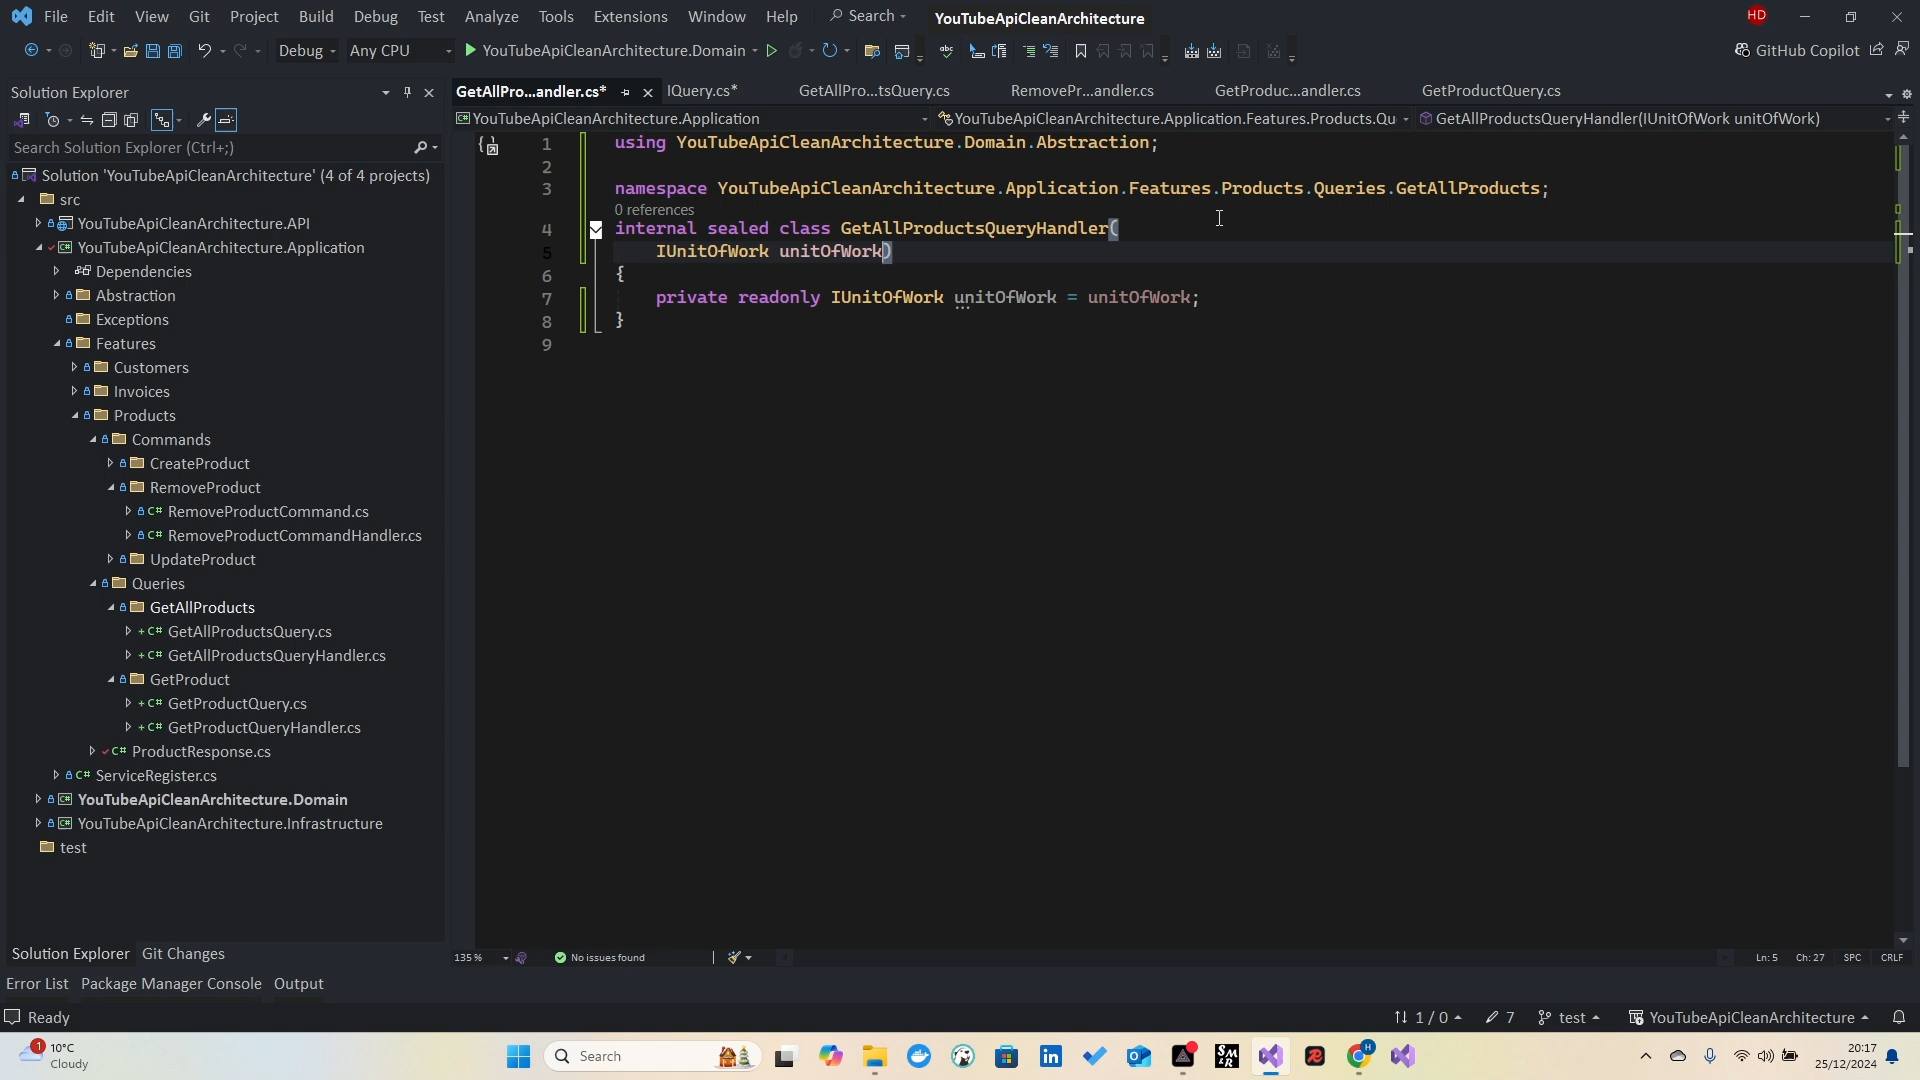 File Edit View Git Project Build Debug Test Analyze Tools Extensions Window Help Search YouTubeApiCleanArchitecture HD
Debug Any CPU YouTubeApiCleanArchitecture.Domain GitHub Copilot
Solution Explorer
Search Solution Explorer (Ctrl+;)
Solution 'YouTubeApiCleanArchitecture' (4 of 4 projects)
src
YouTubeApiCleanArchitecture.API
YouTubeApiCleanArchitecture.Application
Dependencies
Abstraction
Exceptions
Features
Customers
Invoices
Products
Commands
CreateProduct
RemoveProduct
RemoveProductCommand.cs
RemoveProductCommandHandler.cs
UpdateProduct
Queries
GetAllProducts
GetAllProductsQuery.cs
GetAllProductsQueryHandler.cs
GetProduct
GetProductQuery.cs
GetProductQueryHandler.cs
ProductResponse.cs
ServiceRegister.cs
YouTubeApiCleanArchitecture.Domain
YouTubeApiCleanArchitecture.Infrastructure
test
Solution Explorer Git Changes
GetAllPro...andler.cs* IQuery.cs* GetAllPro...tsQuery.cs RemovePr...andler.cs GetProduc...andler.cs GetProductQuery.cs
YouTubeApiCleanArchitecture.Application YouTubeApiCleanArchitecture.Application.Features.Products.Qu GetAllProductsQueryHandler(IUnitOfWork unitOfWork)
1 using YouTubeApiCleanArchitecture.Domain.Abstraction;
2
3 namespace YouTubeApiCleanArchitecture.Application.Features.Products.Queries.GetAllProducts;
0 references
4 internal sealed class GetAllProductsQueryHandler(
5 IUnitOfWork unitOfWork)
6 {
7 private readonly IUnitOfWork unitOfWork = unitOfWork;
8 }
9
135 % No issues found Ln: 5 Ch: 27 SPC CRLF
Error List Package Manager Console Output
Ready 1 / 0 7 test YouTubeApiCleanArchitecture
1 10°C
Cloudy
Search
SM&R
H
20:17
25/12/2024